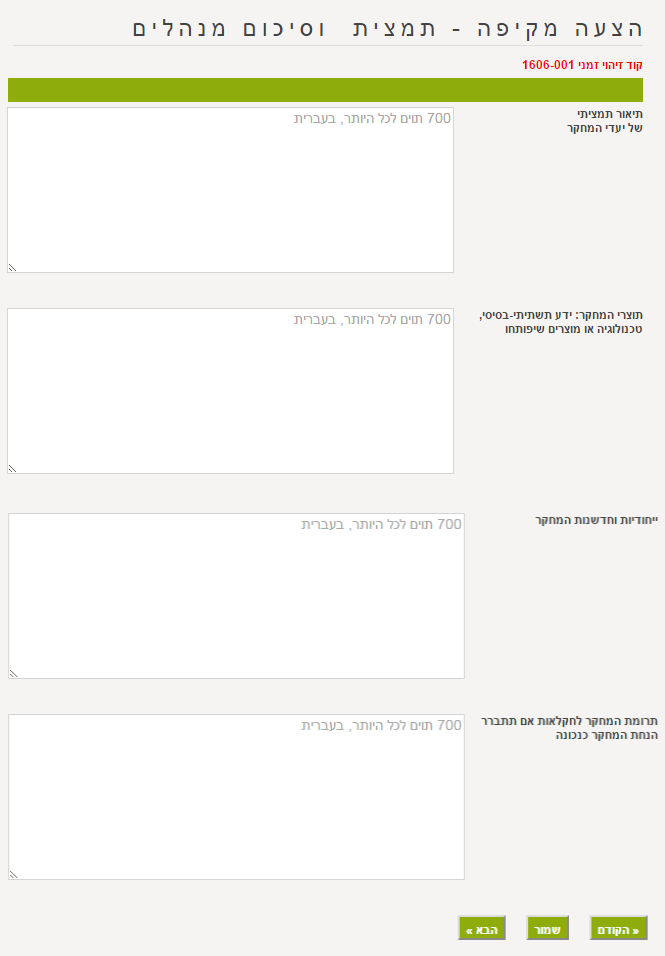 הצעה מקיפה - תמצית וסיכום מנהלים
קוד זיהוי זמני 1606-001
תיאור תמציתי
של יעדי המחקר
700 תוים לכל היותר, בעברית
תוצרי המחקר: ידע תשתיתי-בסיסי,
טכנולוגיה או מוצרים שיפותחו
700 תוים לכל היותר, בעברית
ייחודיות וחדשנות המחקר
700 תוים לכל היותר, בעברית
תרומת המחקר לחקלאות אם תתברר
הנחת המחקר כנכונה
700 תוים לכל היותר, בעברית
« הקודם
שמור
הבא »